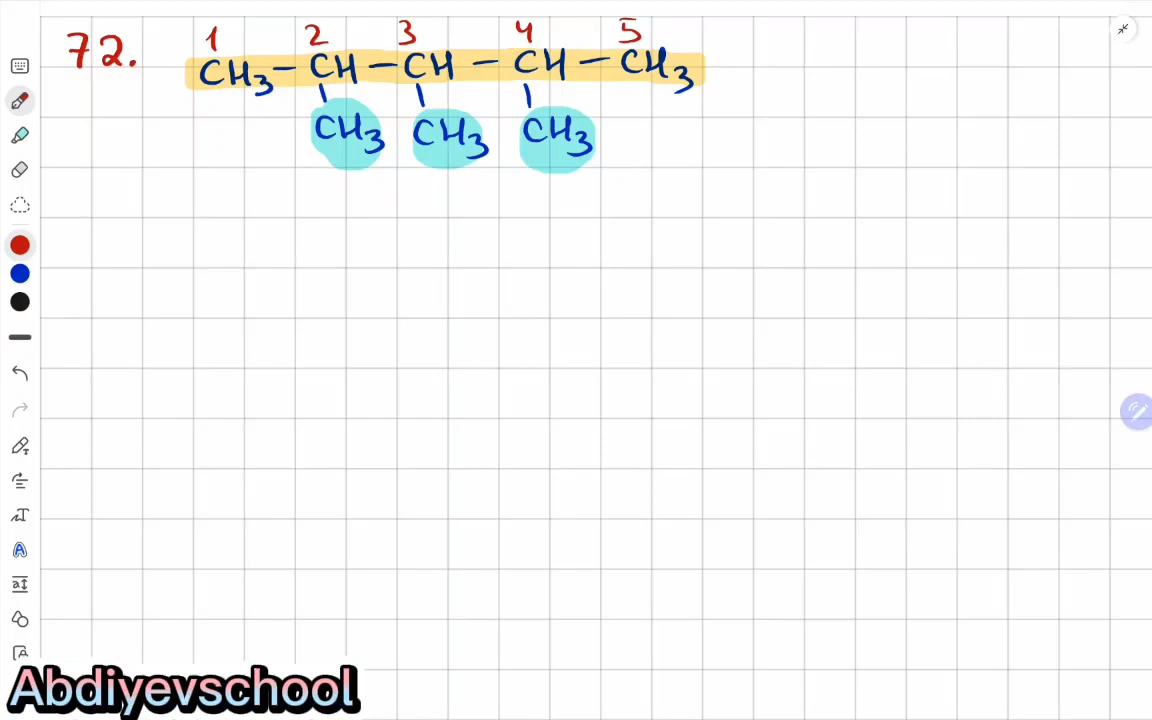 72.
1 2 3 4 5
CH3 – CH – CH – CH – CH3
CH3 CH3 CH3
Abdiyevschool